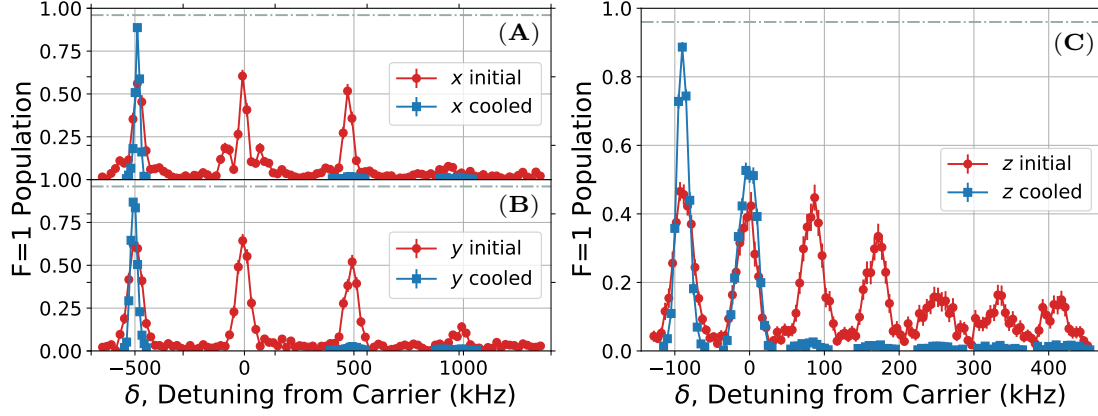 1.00
(A)
0.75
x initial
x cooled
0.50
0.25
F=1 Population
1.00
(B)
0.75
y initial
y cooled
0.50
0.25
0.00
−500 0 500 1000
δ, Detuning from Carrier (kHz)
1.0
(C)
0.8
z initial
z cooled
0.6
F=1 Population
0.4
0.2
0.0
−100 0 100 200 300 400
δ, Detuning from Carrier (kHz)